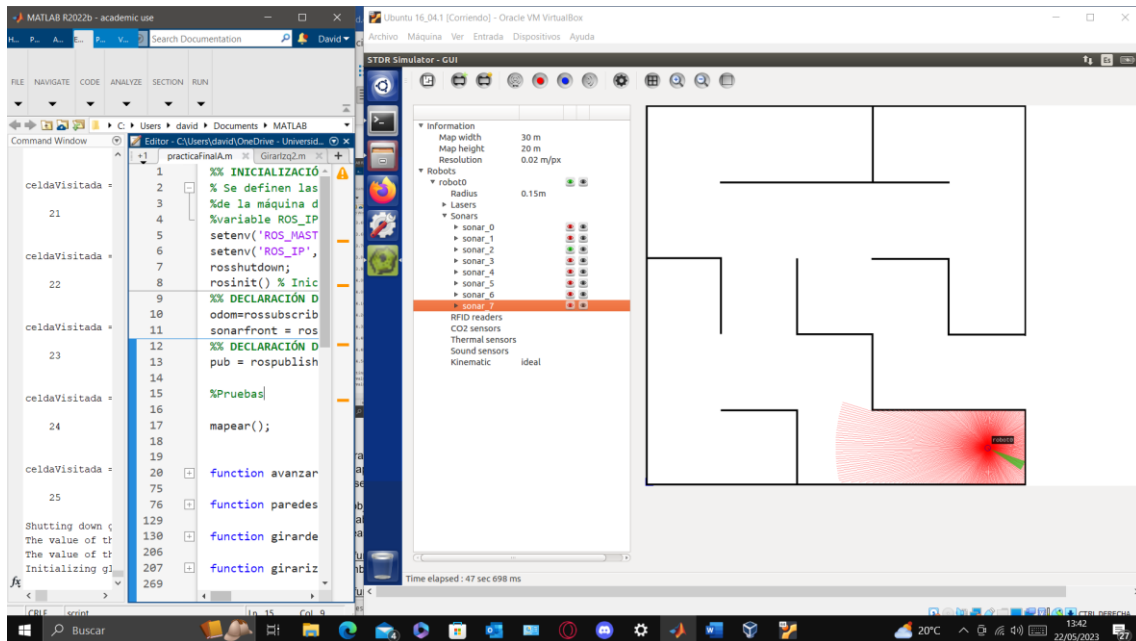 MATLAB R2022b - academic use
H... P... A... E... P... V...
Search Documentation
David
FILE NAVIGATE CODE ANALYZE SECTION RUN
C: Users david Documents MATLAB
Command Window
celdaVisitada =
21
celdaVisitada =
22
celdaVisitada =
23
celdaVisitada =
24
celdaVisitada =
25
Shutting down g
The value of th
The value of th
Initializing gl
fx
Editor - C:\Users\david\OneDrive - Universid...
+1 practicaFinalA.m GirarIzq2.m +
1 %% INICIALIZACIÓ
2 % Se definen las
3 %de la máquina d
4 %variable ROS_IP
5 setenv('ROS_MAST
6 setenv('ROS_IP',
7 rosshutdown;
8 rosinit() % Inic
9 %% DECLARACIÓN D
10 odom=rossubscrib
11 sonarfront = ros
12 %% DECLARACIÓN D
13 pub = rospublish
14
15 %Pruebas
16
17 mapear();
18
19
20 function avanzar
75
76 function paredes
129
130 function girarde
206
207 function girariz
269
CRLF script Ln 15 Col 9
Ubuntu 16_04.1 [Corriendo] - Oracle VM VirtualBox
Archivo Máquina Ver Entrada Dispositivos Ayuda
STDR Simulator - GUI
Es
Information
Map width 30 m
Map height 20 m
Resolution 0.02 m/px
Robots
robot0
Radius 0.15m
Lasers
Sonars
sonar_0
sonar_1
sonar_2
sonar_3
sonar_4
sonar_5
sonar_6
sonar_7
RFID readers
CO2 sensors
Thermal sensors
Sound sensors
Kinematic ideal
robot0
Time elapsed : 47 sec 698 ms
CTRL DERECHA
Buscar
20°C
13:42
22/05/2023
2